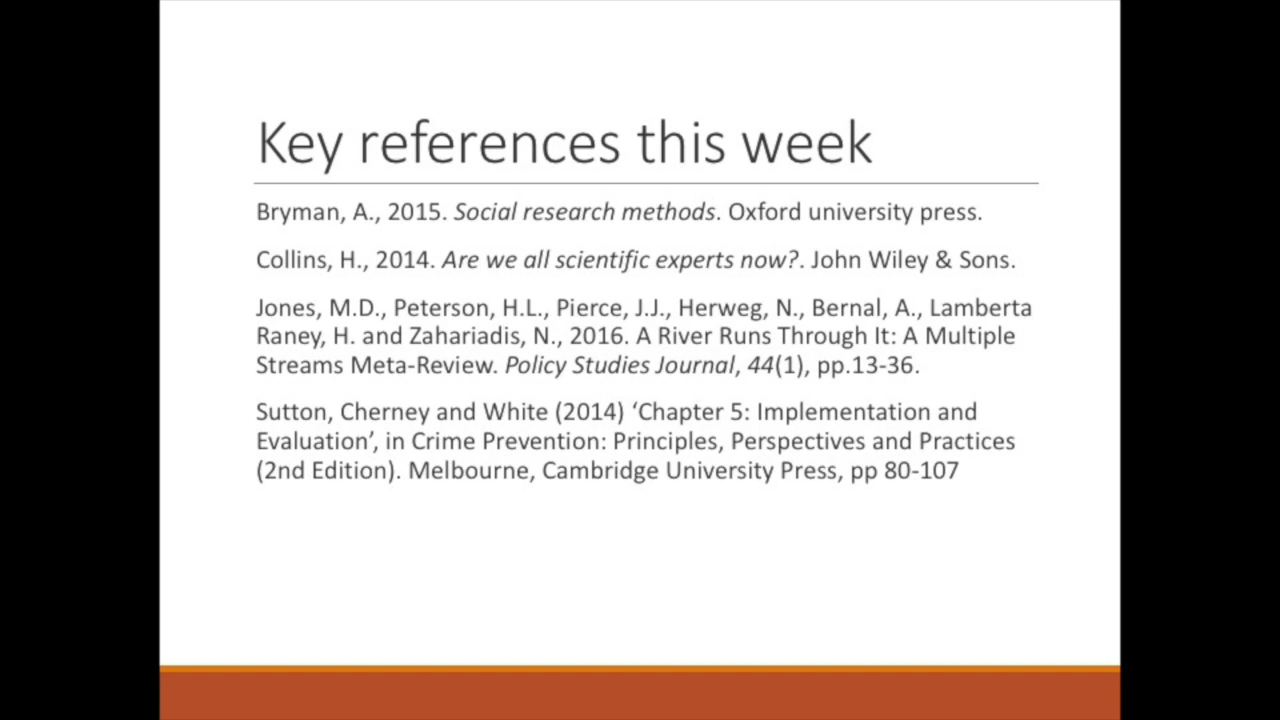 Key references this week
Bryman, A., 2015. Social research methods. Oxford university press.
Collins, H., 2014. Are we all scientific experts now?. John Wiley & Sons.
Jones, M.D., Peterson, H.L., Pierce, J.J., Herweg, N., Bernal, A., Lamberta
Raney, H. and Zahariadis, N., 2016. A River Runs Through It: A Multiple
Streams Meta-Review. Policy Studies Journal, 44(1), pp.13-36.
Sutton, Cherney and White (2014) ‘Chapter 5: Implementation and
Evaluation’, in Crime Prevention: Principles, Perspectives and Practices
(2nd Edition). Melbourne, Cambridge University Press, pp 80-107